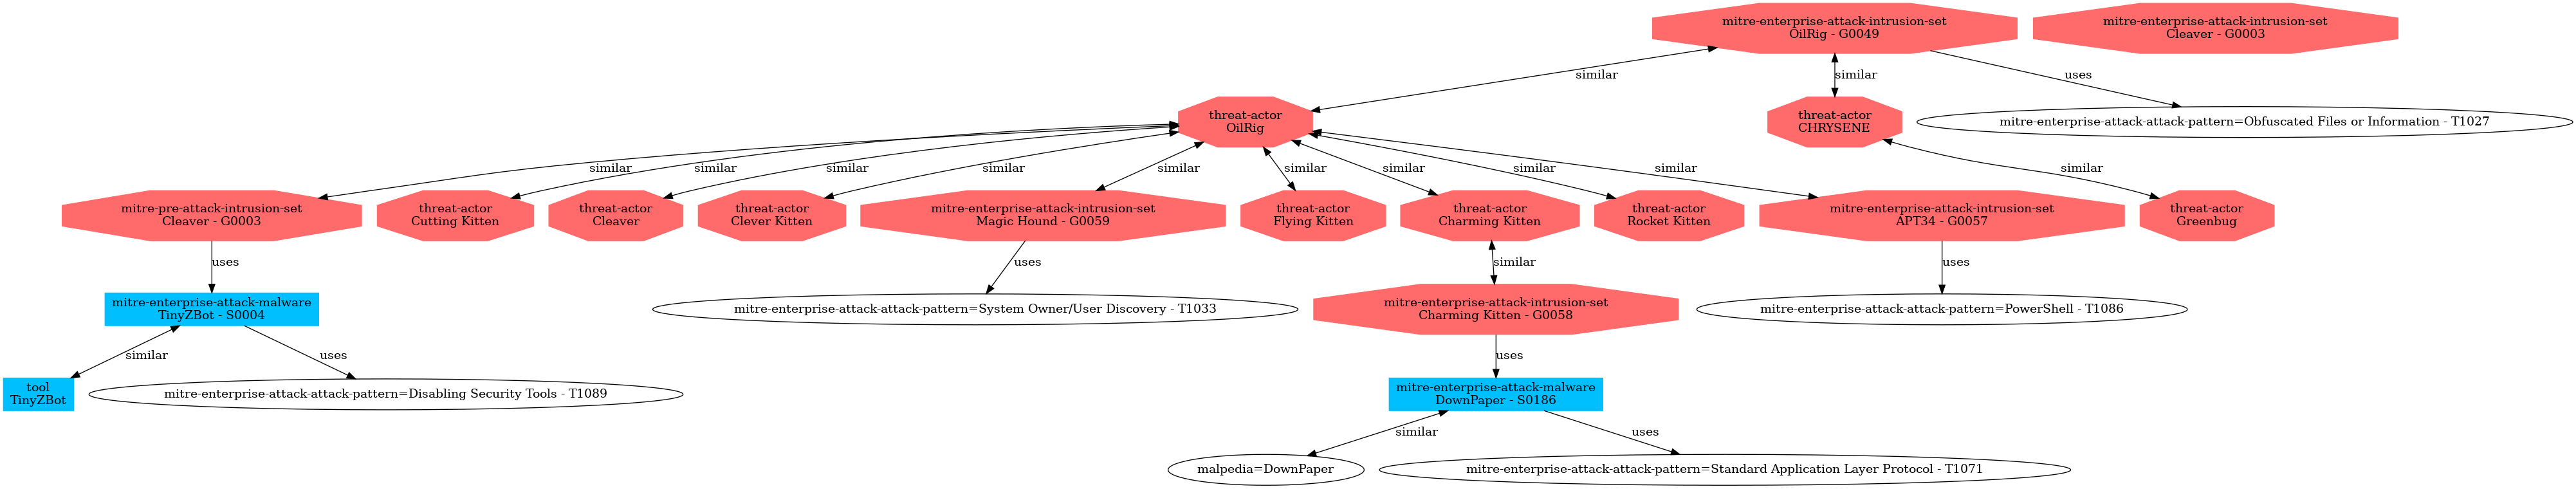 mitre-enterprise-attack-intrusion-set
OilRig - G0049
mitre-enterprise-attack-intrusion-set
Cleaver - G0003
similar
similar
uses
threat-actor
OilRig
threat-actor
CHRYSENE
mitre-enterprise-attack-attack-pattern=Obfuscated Files or Information - T1027
similar
similar
similar
similar
similar
similar
similar
similar
similar
similar
mitre-pre-attack-intrusion-set
Cleaver - G0003
threat-actor
Cutting Kitten
threat-actor
Cleaver
threat-actor
Clever Kitten
mitre-enterprise-attack-intrusion-set
Magic Hound - G0059
threat-actor
Flying Kitten
threat-actor
Charming Kitten
threat-actor
Rocket Kitten
mitre-enterprise-attack-intrusion-set
APT34 - G0057
threat-actor
Greenbug
uses
uses
similar
uses
mitre-enterprise-attack-malware
TinyZBot - S0004
mitre-enterprise-attack-attack-pattern=System Owner/User Discovery - T1033
mitre-enterprise-attack-intrusion-set
Charming Kitten - G0058
mitre-enterprise-attack-attack-pattern=PowerShell - T1086
similar
uses
uses
tool
TinyZBot
mitre-enterprise-attack-attack-pattern=Disabling Security Tools - T1089
mitre-enterprise-attack-malware
DownPaper - S0186
similar
uses
malpedia=DownPaper
mitre-enterprise-attack-attack-pattern=Standard Application Layer Protocol - T1071